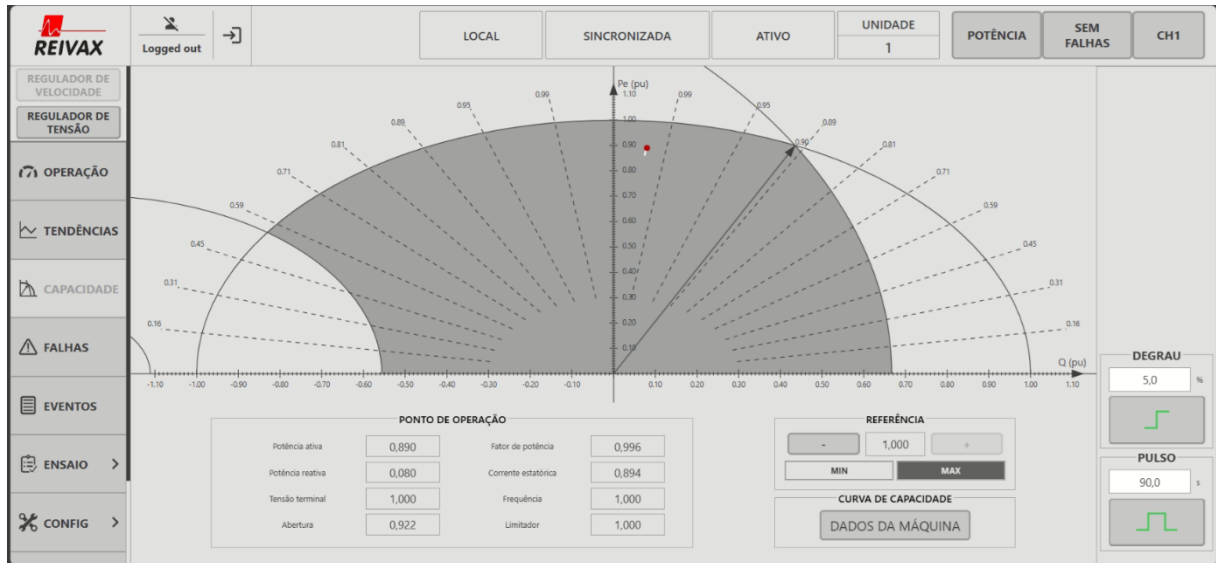 REIVAX
Logged out
LOCAL
SINCRONIZADA
ATIVO
UNIDADE
1
POTÊNCIA
SEM
FALHAS
CH1
REGULADOR DE
VELOCIDADE
REGULADOR DE
TENSÃO
OPERAÇÃO
TENDÊNCIAS
CAPACIDADE
FALHAS
EVENTOS
ENSAIO >
CONFIG >
Pe (pu)
1.10
1.00
0.90
0.80
0.70
0.60
0.50
0.40
0.30
0.20
0.10
0.99
0.95
0.89
0.81
0.71
0.59
0.45
0.31
0.16
0.99
0.95
0.89
0.90
0.81
0.71
0.59
0.45
0.31
0.16
Q (pu)
-1.10 -1.00 -0.90 -0.80 -0.70 -0.60 -0.50 -0.40 -0.30 -0.20 -0.10 0.10 0.20 0.30 0.40 0.50 0.60 0.70 0.80 0.90 1.00 1.10
PONTO DE OPERAÇÃO
Potência ativa 0,890 Fator de potência 0,996
Potência reativa 0,080 Corrente estatórica 0,894
Tensão terminal 1,000 Frequência 1,000
Abertura 0,922 Limitador 1,000
REFERÊNCIA
- 1,000 +
MIN MAX
CURVA DE CAPACIDADE
DADOS DA MÁQUINA
DEGRAU
5,0 %
PULSO
90,0 s